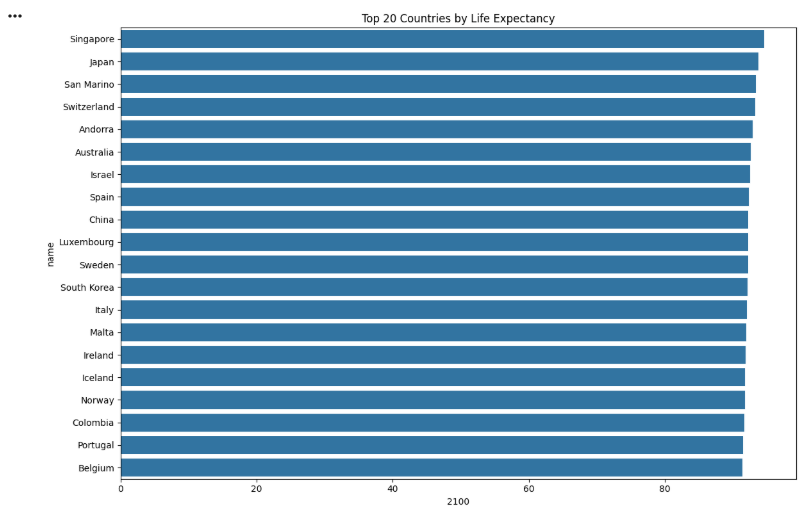 •••
Top 20 Countries by Life Expectancy
name
Singapore
Japan
San Marino
Switzerland
Andorra
Australia
Israel
Spain
China
Luxembourg
Sweden
South Korea
Italy
Malta
Ireland
Iceland
Norway
Colombia
Portugal
Belgium
0 20 40 60 80
2100